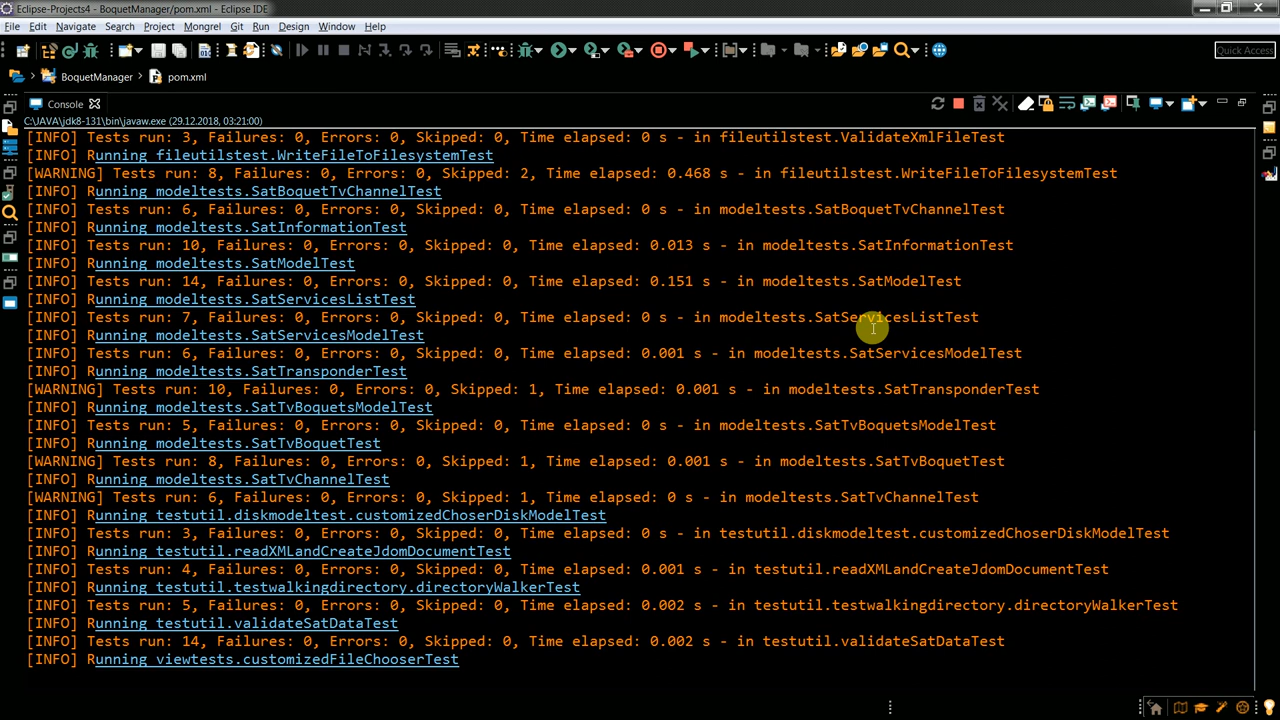 Eclipse-Projects4 - BoquetManager/pom.xml - Eclipse IDE
File Edit Navigate Search Project Mongrel Git Run Design Window Help
Quick Access
BoquetManager pom.xml
Console
C:\JAVA\jdk8-131\bin\javaw.exe (29.12.2018, 03:21:00)
[INFO] Tests run: 3, Failures: 0, Errors: 0, Skipped: 0, Time elapsed: 0 s - in fileutilstest.ValidateXmlFileTest
[INFO] Running fileutilstest.WriteFileToFilesystemTest
[WARNING] Tests run: 8, Failures: 0, Errors: 0, Skipped: 2, Time elapsed: 0.468 s - in fileutilstest.WriteFileToFilesystemTest
[INFO] Running modeltests.SatBoquetTvChannelTest
[INFO] Tests run: 6, Failures: 0, Errors: 0, Skipped: 0, Time elapsed: 0 s - in modeltests.SatBoquetTvChannelTest
[INFO] Running modeltests.SatInformationTest
[INFO] Tests run: 10, Failures: 0, Errors: 0, Skipped: 0, Time elapsed: 0.013 s - in modeltests.SatInformationTest
[INFO] Running modeltests.SatModelTest
[INFO] Tests run: 14, Failures: 0, Errors: 0, Skipped: 0, Time elapsed: 0.151 s - in modeltests.SatModelTest
[INFO] Running modeltests.SatServicesListTest
[INFO] Tests run: 7, Failures: 0, Errors: 0, Skipped: 0, Time elapsed: 0 s - in modeltests.SatServicesListTest
[INFO] Running modeltests.SatServicesModelTest
[INFO] Tests run: 6, Failures: 0, Errors: 0, Skipped: 0, Time elapsed: 0.001 s - in modeltests.SatServicesModelTest
[INFO] Running modeltests.SatTransponderTest
[WARNING] Tests run: 10, Failures: 0, Errors: 0, Skipped: 1, Time elapsed: 0.001 s - in modeltests.SatTransponderTest
[INFO] Running modeltests.SatTvBoquetsModelTest
[INFO] Tests run: 5, Failures: 0, Errors: 0, Skipped: 0, Time elapsed: 0 s - in modeltests.SatTvBoquetsModelTest
[INFO] Running modeltests.SatTvBoquetTest
[WARNING] Tests run: 8, Failures: 0, Errors: 0, Skipped: 1, Time elapsed: 0.001 s - in modeltests.SatTvBoquetTest
[INFO] Running modeltests.SatTvChannelTest
[WARNING] Tests run: 6, Failures: 0, Errors: 0, Skipped: 1, Time elapsed: 0 s - in modeltests.SatTvChannelTest
[INFO] Running testutil.diskmodeltest.customizedChoserDiskModelTest
[INFO] Tests run: 3, Failures: 0, Errors: 0, Skipped: 0, Time elapsed: 0 s - in testutil.diskmodeltest.customizedChoserDiskModelTest
[INFO] Running testutil.readXMLandCreateJdomDocumentTest
[INFO] Tests run: 4, Failures: 0, Errors: 0, Skipped: 0, Time elapsed: 0.001 s - in testutil.readXMLandCreateJdomDocumentTest
[INFO] Running testutil.testwalkingdirectory.directoryWalkerTest
[INFO] Tests run: 5, Failures: 0, Errors: 0, Skipped: 0, Time elapsed: 0.002 s - in testutil.testwalkingdirectory.directoryWalkerTest
[INFO] Running testutil.validateSatDataTest
[INFO] Tests run: 14, Failures: 0, Errors: 0, Skipped: 0, Time elapsed: 0.002 s - in testutil.validateSatDataTest
[INFO] Running viewtests.customizedFileChooserTest